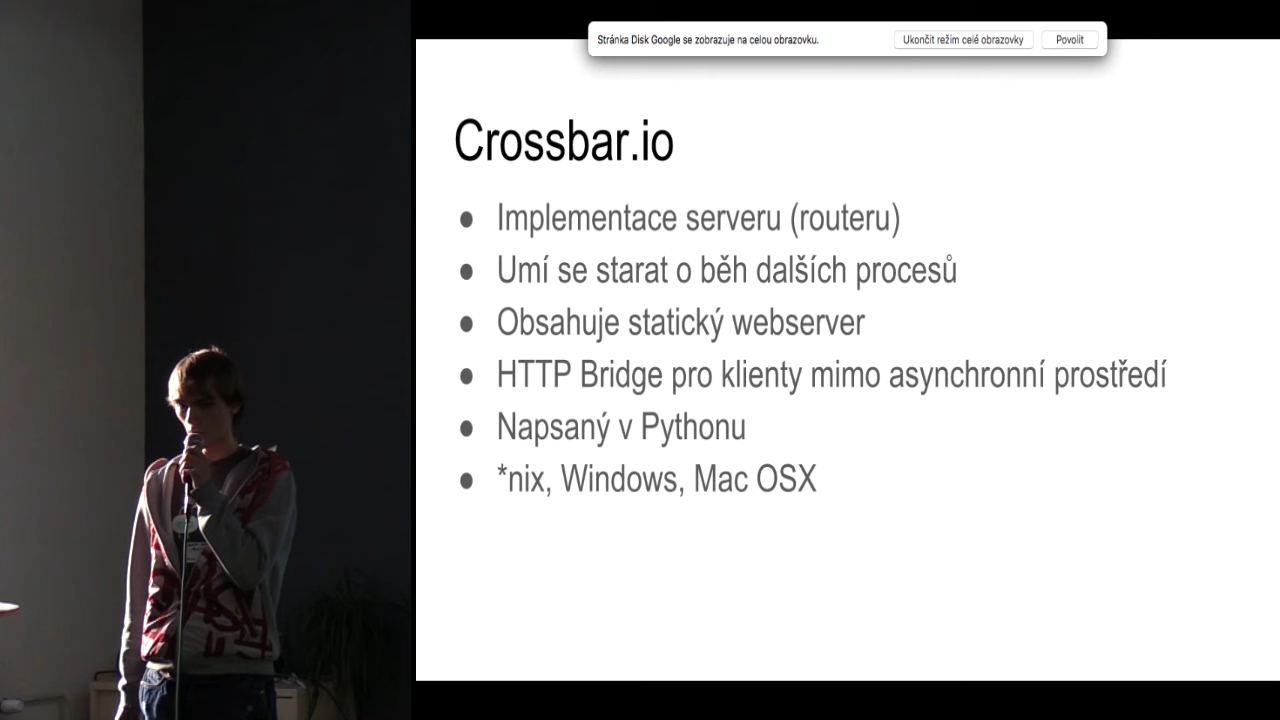 Stránka Disk Google se zobrazuje na celou obrazovku. Ukončit režim celé obrazovky Povolit
Crossbar.io
● Implementace serveru (routeru)
● Umí se starat o běh dalších procesů
● Obsahuje statický webserver
● HTTP Bridge pro klienty mimo asynchronní prostředí
● Napsaný v Pythonu
● *nix, Windows, Mac OSX